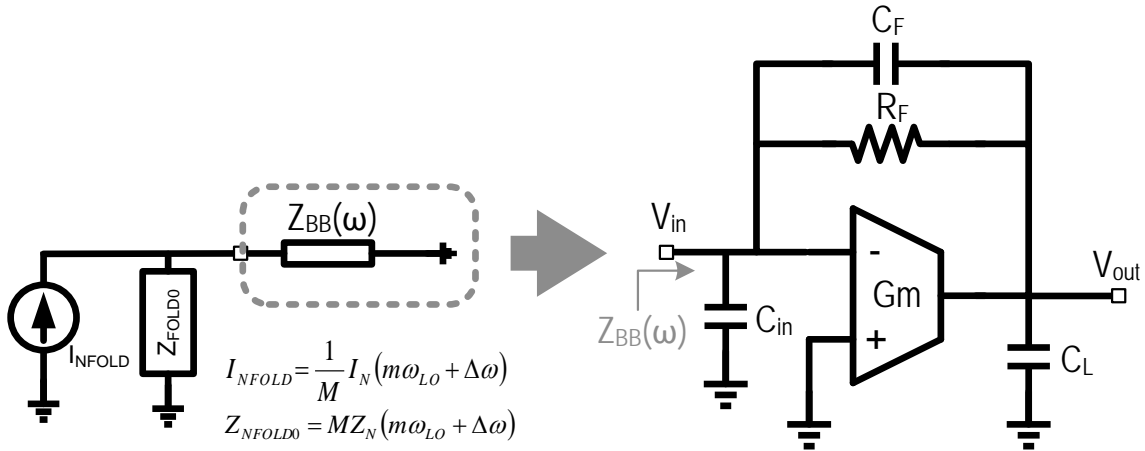 Z_BB(ω)
Z_FOLD0
I_NFOLD
I_NFOLD = 1/M I_N(mω_LO + Δω)
Z_NFOLD0 = MZ_N(mω_LO + Δω)
C_F
R_F
V_in
Z_BB(ω)
C_in
-
Gm
+
V_out
C_L